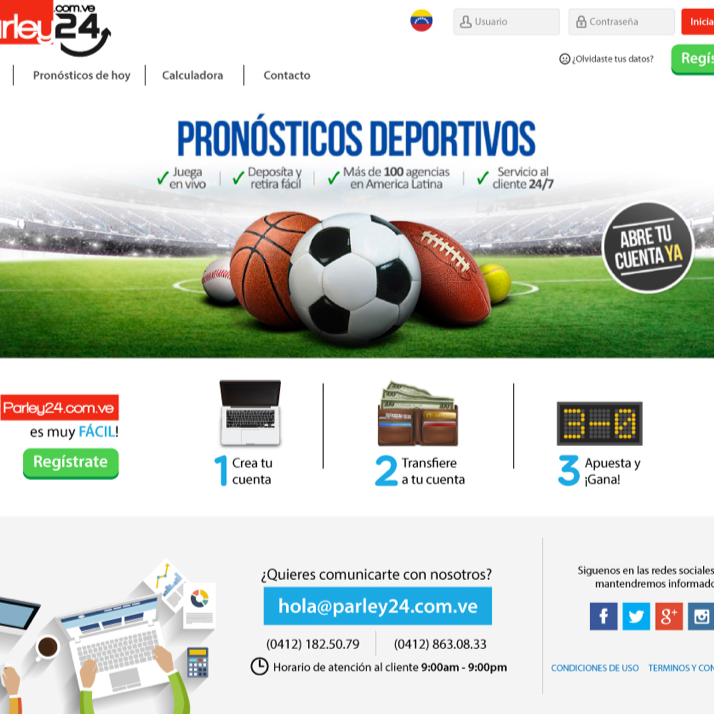 .com.ve
arley24
Usuario
Contraseña
Inicia
¿Olvidaste tus datos?
Regís
Pronósticos de hoy
Calculadora
Contacto
PRONÓSTICOS DEPORTIVOS
Juega
en vivo
Deposita y
retira fácil
Más de 100 agencias
en America Latina
Servicio al
cliente 24/7
ABRE TU
CUENTA YA
Parley24.com.ve
es muy FÁCIL!
Regístrate
1 Crea tu
cuenta
2 Transfiere
a tu cuenta
3-0
3 Apuesta y
¡Gana!
¿Quieres comunicarte con nosotros?
hola@parley24.com.ve
(0412) 182.50.79
(0412) 863.08.33
Horario de atención al cliente 9:00am - 9:00pm
Siguenos en las redes sociales
mantendremos informado
CONDICIONES DE USO
TERMINOS Y CON